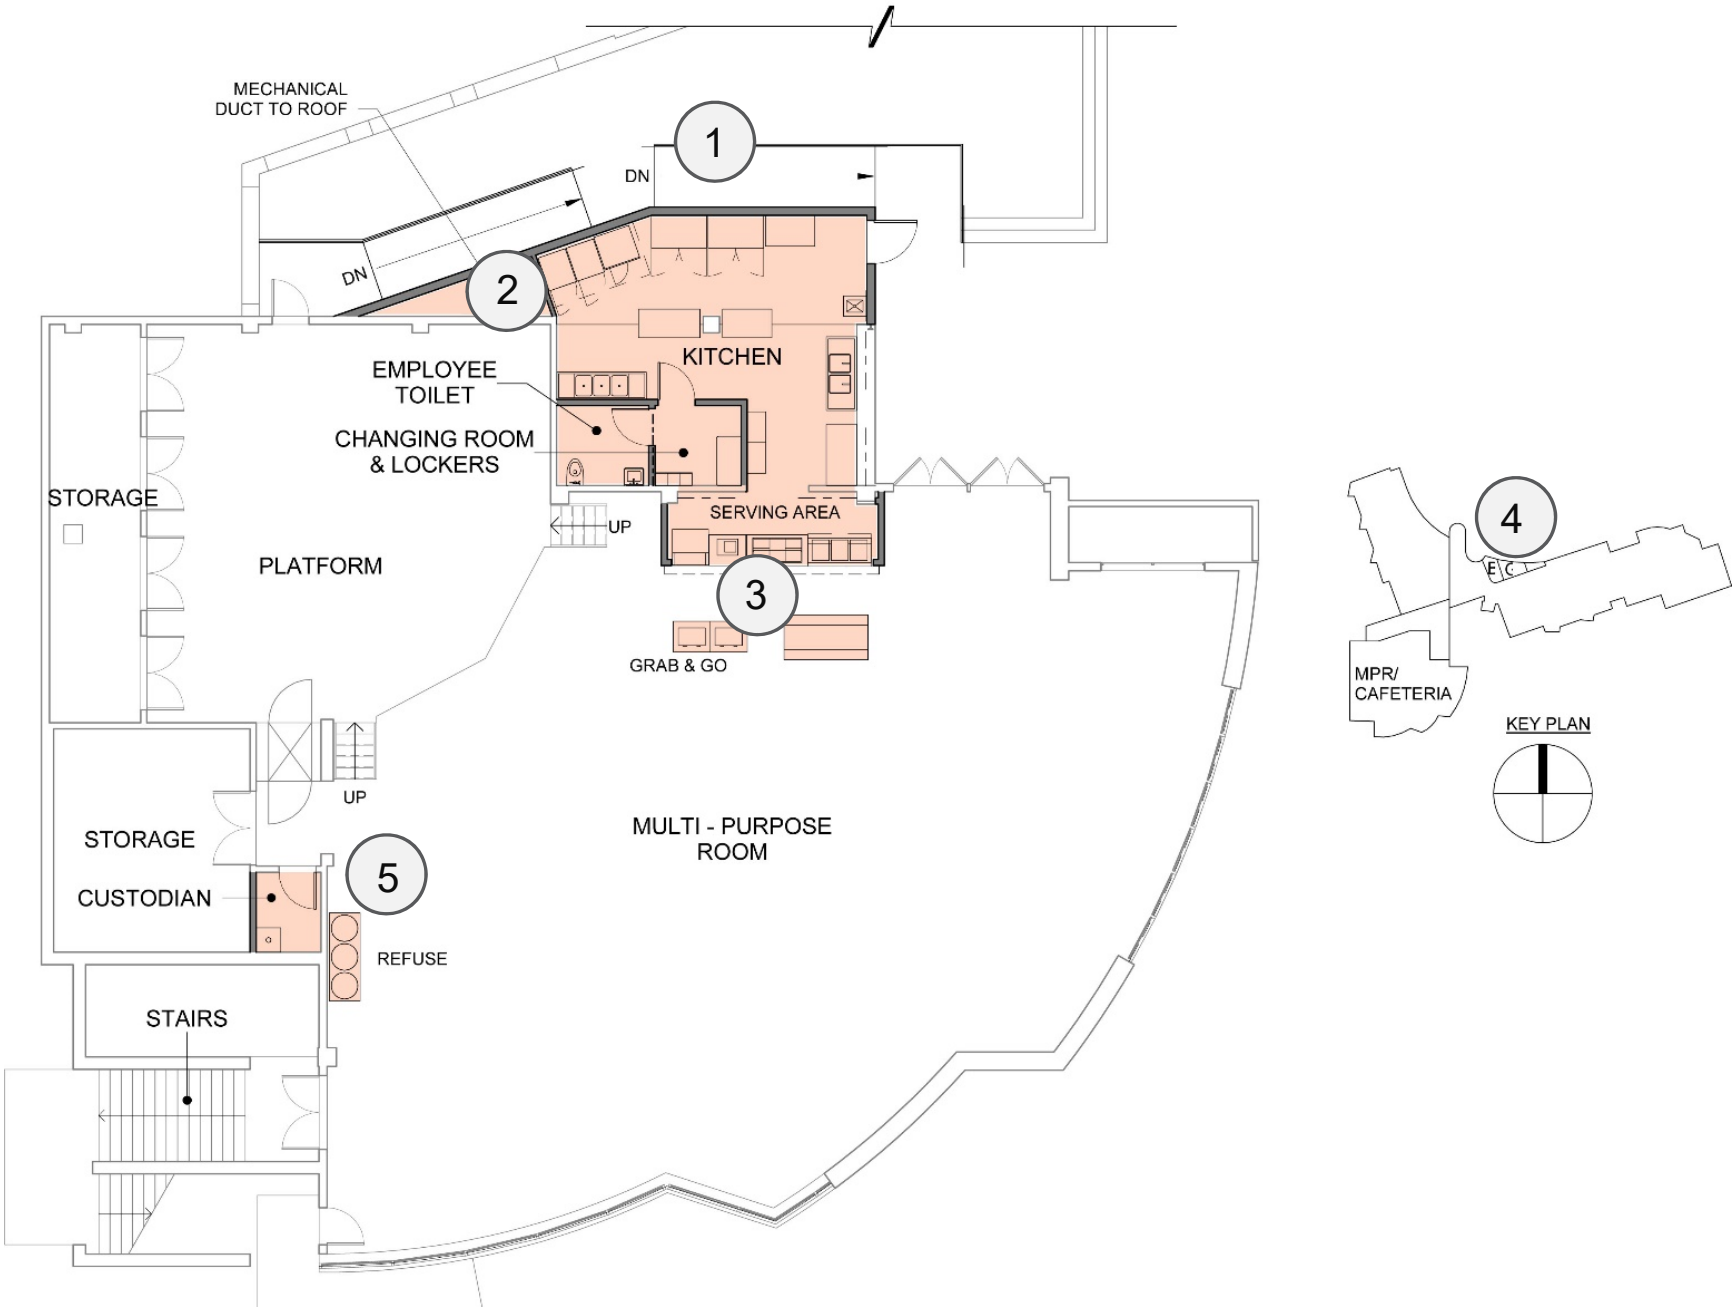 MECHANICAL
DUCT TO ROOF
1
DN
DN
2
KITCHEN
EMPLOYEE
TOILET
CHANGING ROOM
& LOCKERS
STORAGE
SERVING AREA
UP
PLATFORM
3
GRAB & GO
4
E C
MPR/
CAFETERIA
KEY PLAN
UP
MULTI - PURPOSE
ROOM
STORAGE
5
CUSTODIAN
REFUSE
STAIRS